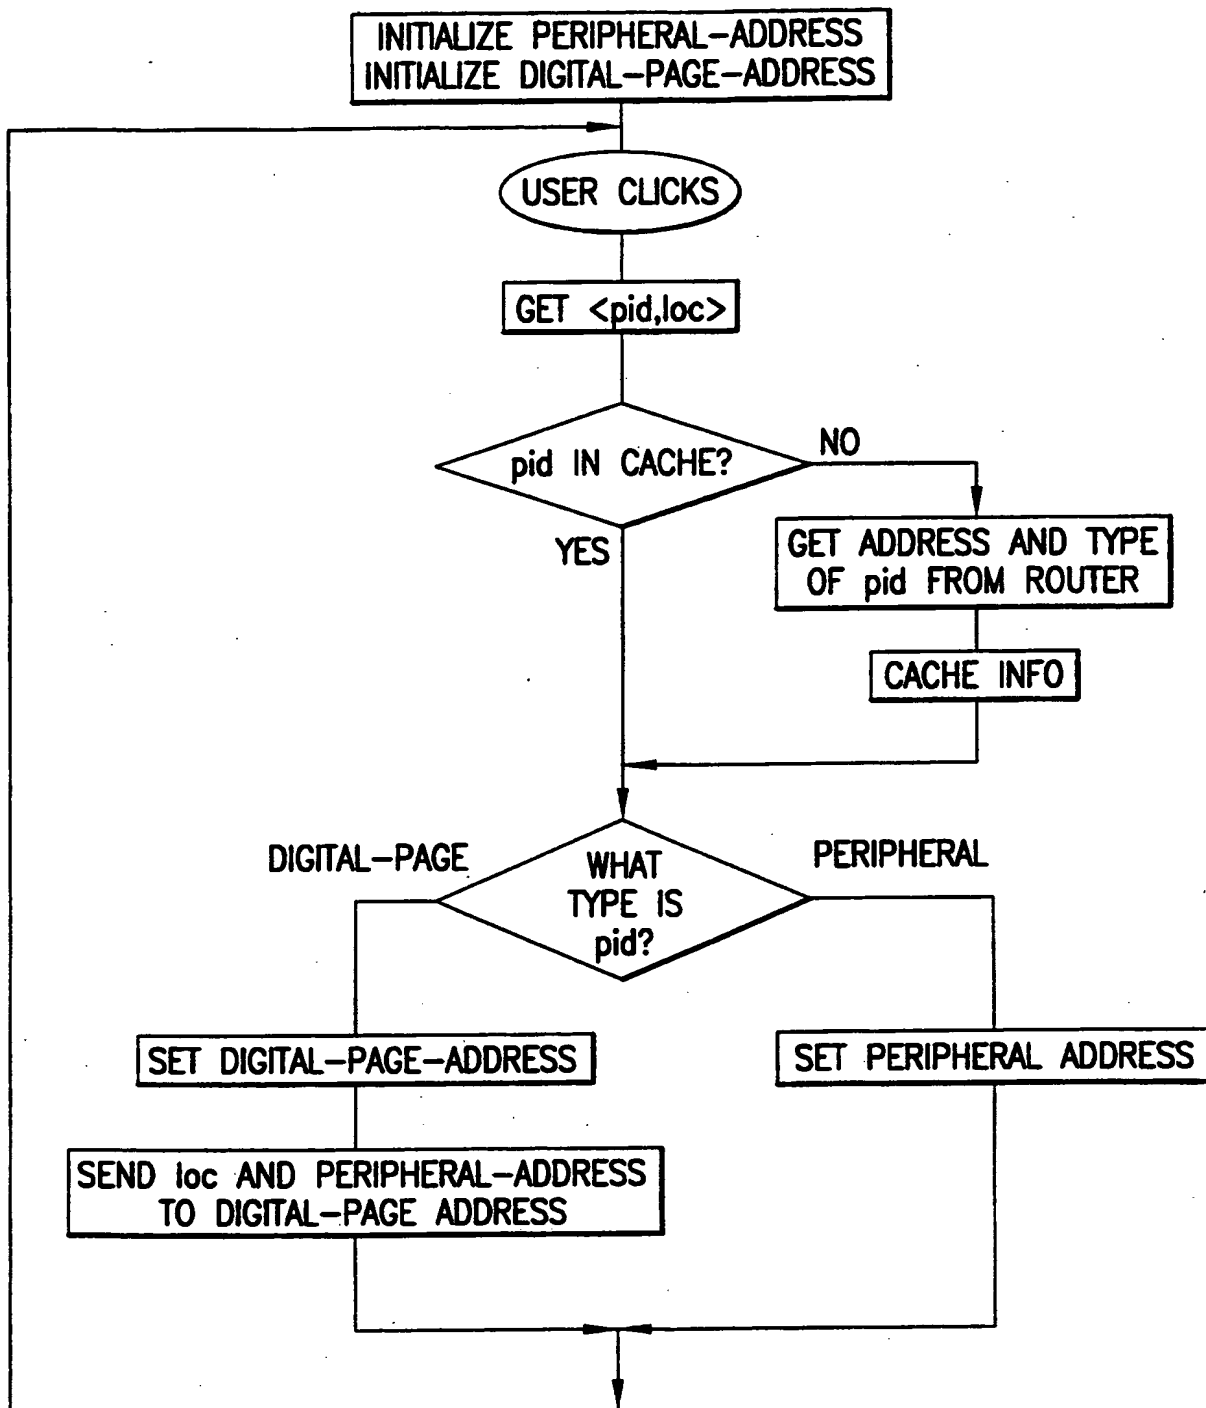 INITIALIZE PERIPHERAL-ADDRESS
INITIALIZE DIGITAL-PAGE-ADDRESS
USER CLICKS
GET <pid,loc>
pid IN CACHE?
NO
YES
GET ADDRESS AND TYPE
OF pid FROM ROUTER
CACHE INFO
DIGITAL-PAGE
WHAT
TYPE IS
pid?
PERIPHERAL
SET DIGITAL-PAGE-ADDRESS
SET PERIPHERAL ADDRESS
SEND loc AND PERIPHERAL-ADDRESS
TO DIGITAL-PAGE ADDRESS